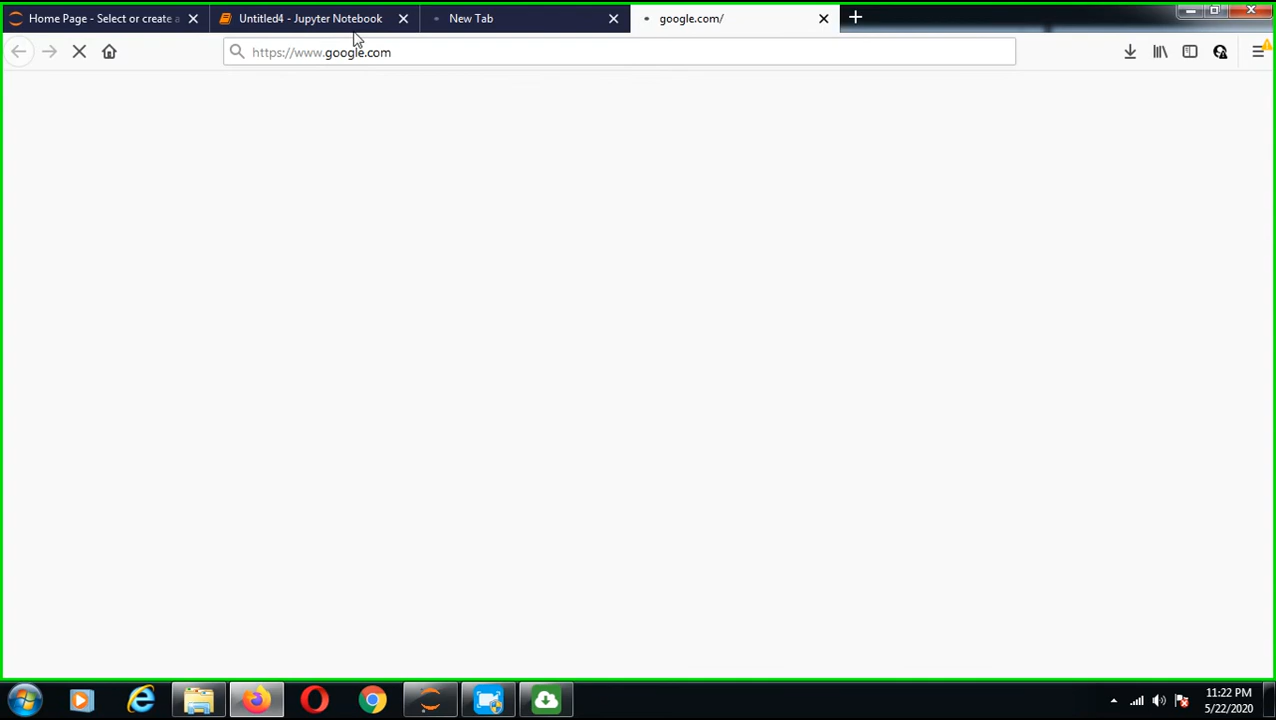 Home Page - Select or create a
Untitled4 - Jupyter Notebook
New Tab
google.com/
https://www.google.com
11:22 PM
5/22/2020